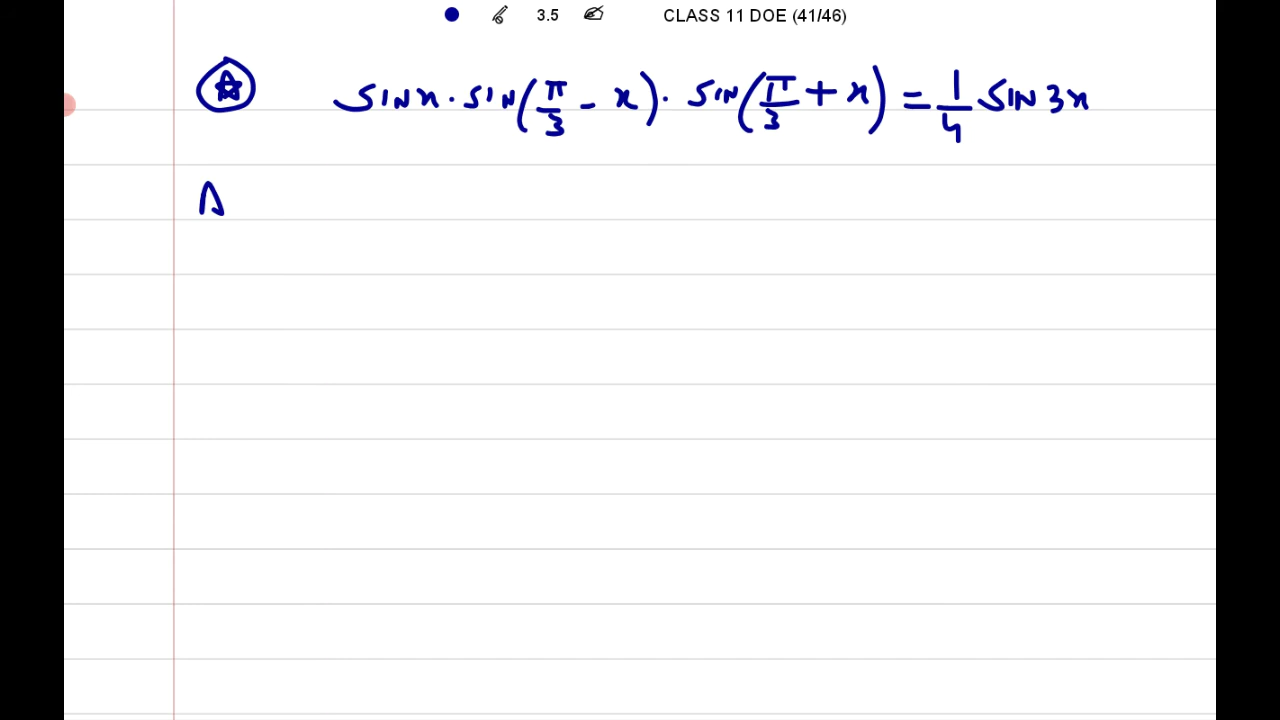 3.5 CLASS 11 DOE (41/46)
sinx · sin(π/3 - x) · sin(π/3 + x) = 1/4 sin 3x